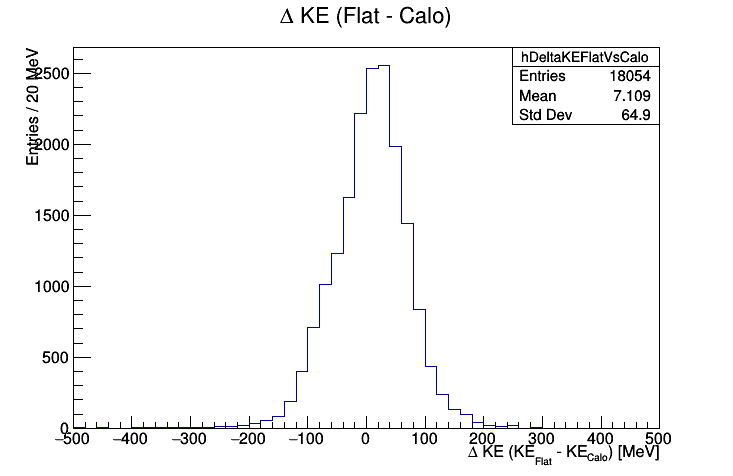 Δ KE (Flat - Calo)
hDeltaKEFlatVsCalo
Entries 18054
Mean 7.109
Std Dev 64.9
Entries / 20 MeV
2500
2000
1500
1000
500
0
−500 −400 −300 −200 −100 0 100 200 300 400 500
Δ KE (KE_Flat - KE_Calo) [MeV]